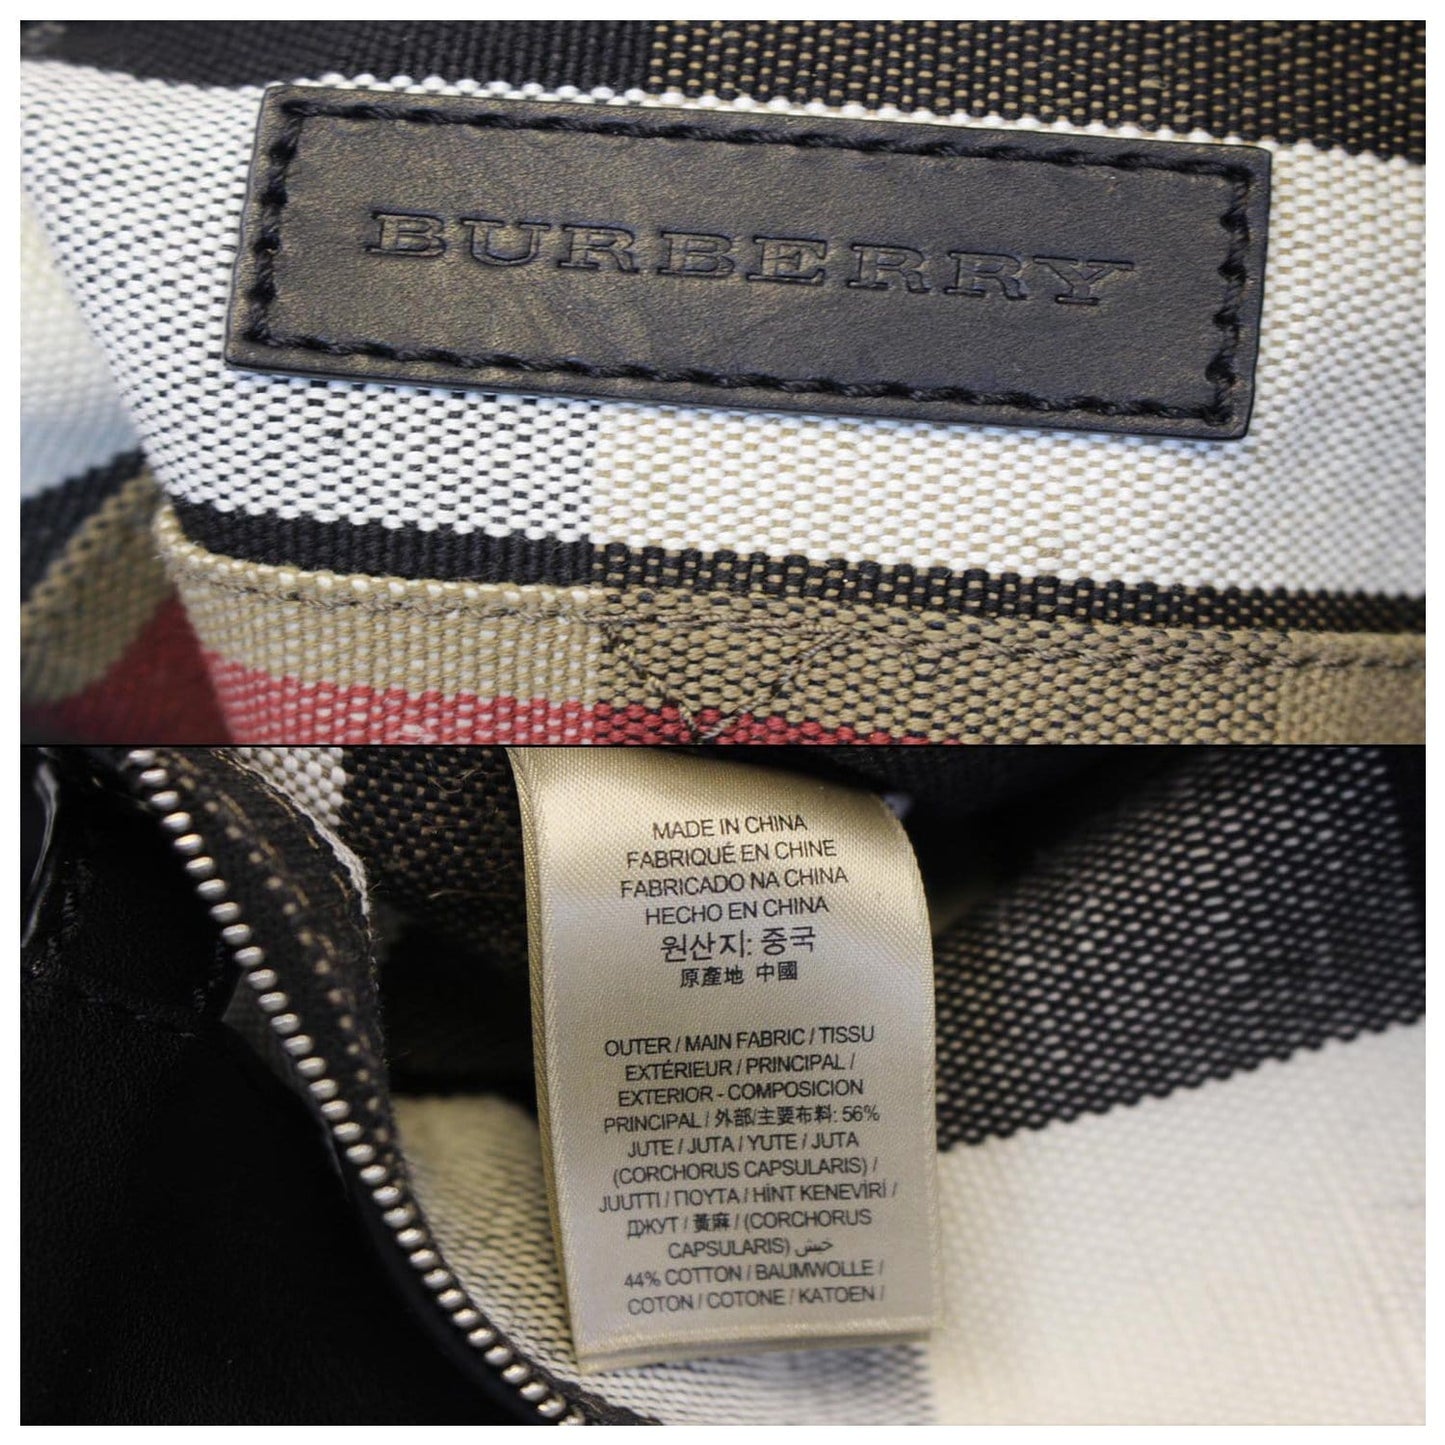 BURBERRY
MADE IN CHINA
FABRIQUÉ EN CHINE
FABRICADO NA CHINA
HECHO EN CHINA
원산지: 중국
原產地 中國
OUTER / MAIN FABRIC / TISSU
EXTÉRIEUR / PRINCIPAL /
EXTERIOR - COMPOSICION
PRINCIPAL / 外部/主要布料: 56%
JUTE / JUTA / YUTE / JUTA
(CORCHORUS CAPSULARIS) /
JUUTTI / ΓΙΟΥΤΑ / HİNT KENEVİRİ /
ДЖУТ / 黃麻 / (CORCHORUS
CAPSULARIS) خيش
44% COTTON / BAUMWOLLE /
COTON / COTONE / KATOEN /